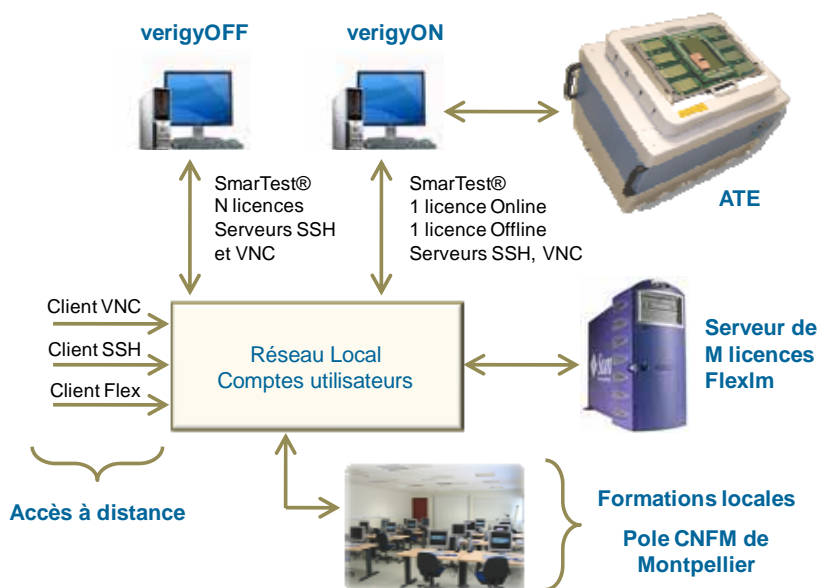 verigyOFF
verigyON
ATE
SmarTest®
N licences
Serveurs SSH
et VNC
SmarTest®
1 licence Online
1 licence Offline
Serveurs SSH, VNC
Client VNC
Client SSH
Client Flex
Réseau Local
Comptes utilisateurs
Sun
Serveur de
M licences
Flexlm
Accès à distance
Formations locales
Pole CNFM de
Montpellier